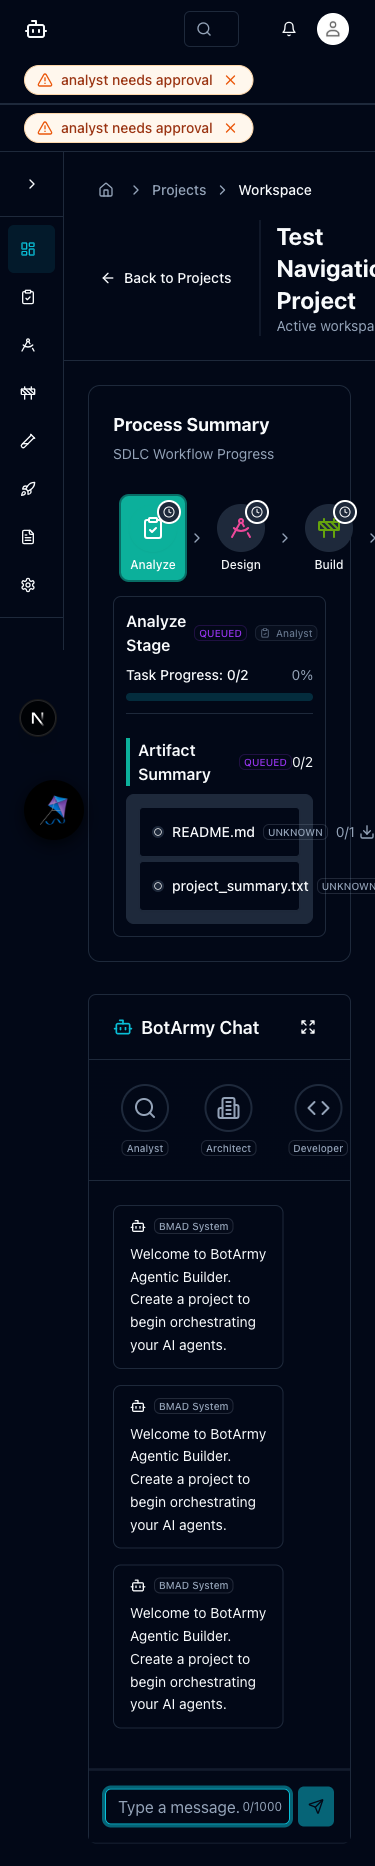 analyst needs approval
analyst needs approval
Projects
Workspace
Back to Projects
Test
Navigatic
Project
Active workspa
Process Summary
SDLC Workflow Progress
Analyze
Design
Build
Analyze
Stage
QUEUED
Analyst
Task Progress: 0/2
0%
Artifact
Summary
QUEUED
0/2
README.md
UNKNOWN
0/1
project_summary.txt
UNKNOWN
N
BotArmy Chat
Analyst
Architect
Developer
BMAD System
Welcome to BotArmy
Agentic Builder.
Create a project to
begin orchestrating
your AI agents.
BMAD System
Welcome to BotArmy
Agentic Builder.
Create a project to
begin orchestrating
your AI agents.
BMAD System
Welcome to BotArmy
Agentic Builder.
Create a project to
begin orchestrating
your AI agents.
Type a message.
0/1000